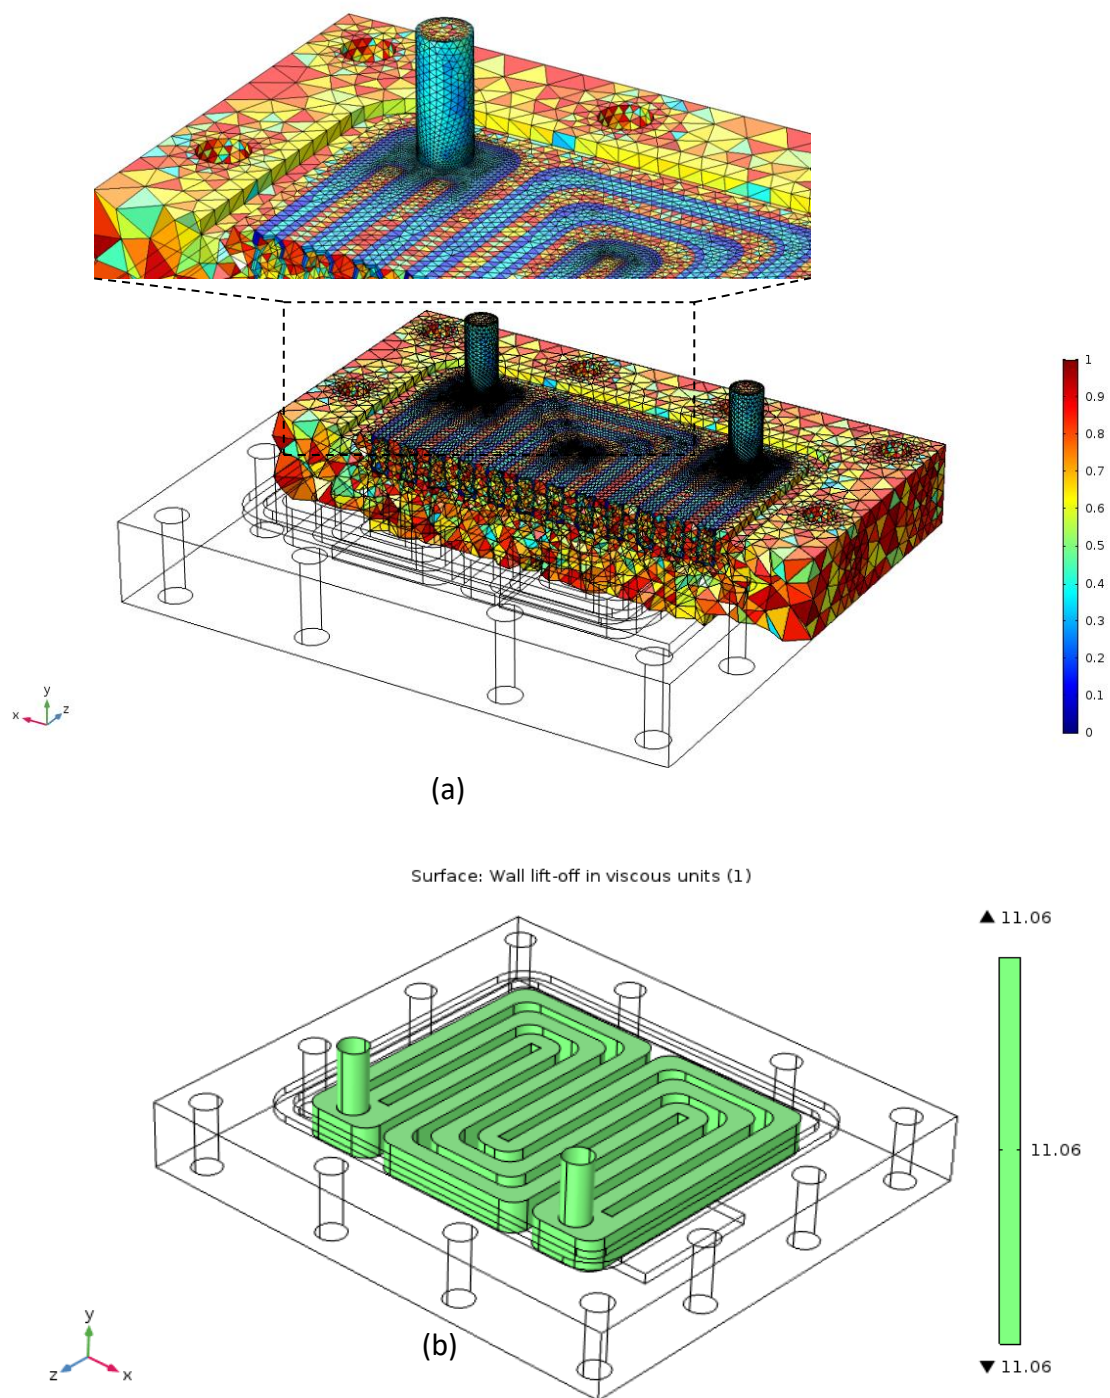 1
0.9
0.8
0.7
0.6
0.5
0.4
0.3
0.2
0.1
0
y
x
z
(a)
Surface: Wall lift-off in viscous units (1)
▲ 11.06
11.06
▼ 11.06
y
z
x
(b)